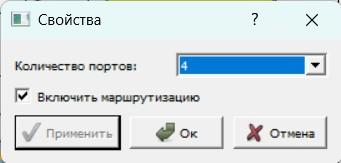 Свойства ?
Количество портов: 4
Включить маршрутизацию
Применить Ок Отмена